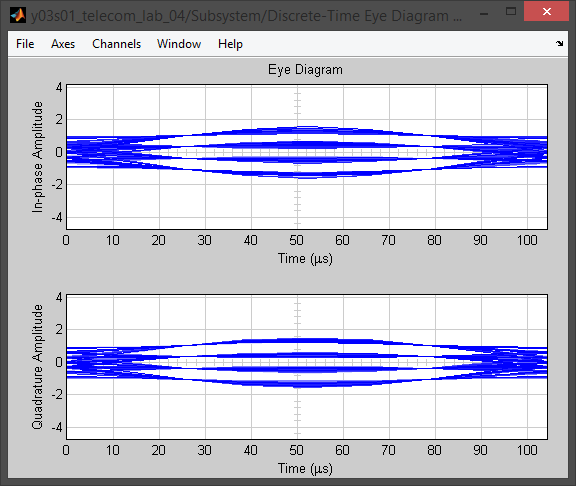 y03s01_telecom_lab_04/Subsystem/Discrete-Time Eye Diagram ...
File Axes Channels Window Help
Eye Diagram
In-phase Amplitude
4
2
0
-2
-4
0 10 20 30 40 50 60 70 80 90 100
Time (µs)
Quadrature Amplitude
4
2
0
-2
-4
0 10 20 30 40 50 60 70 80 90 100
Time (µs)